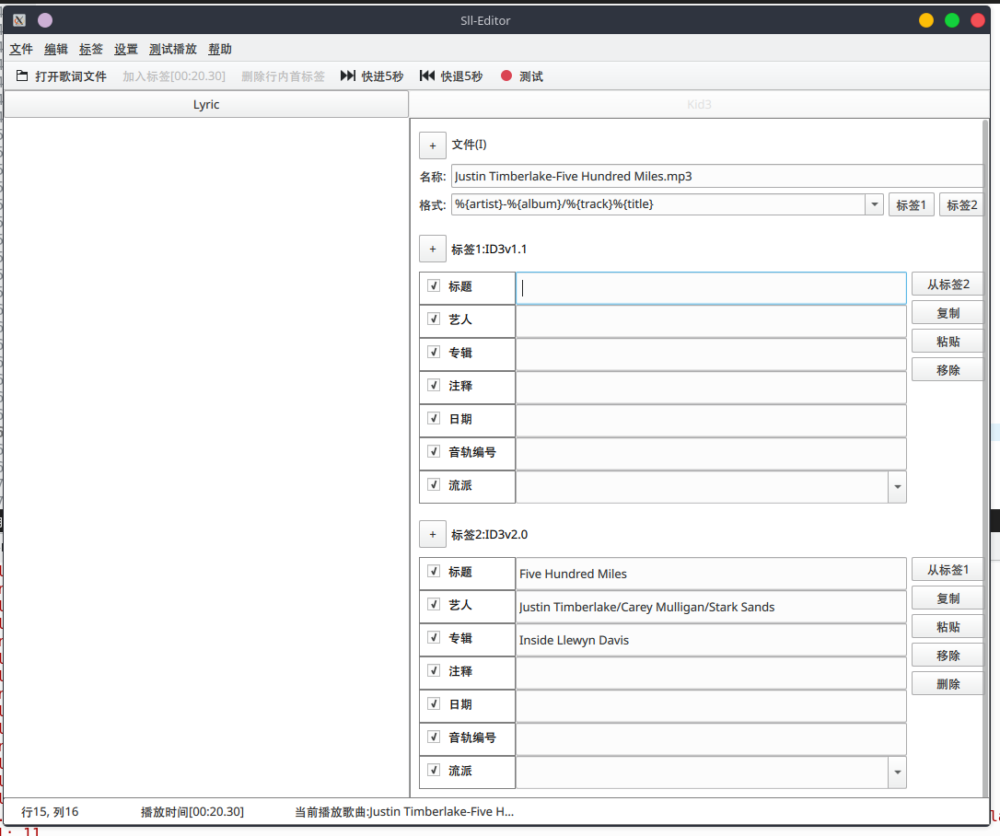 Sll-Editor
文件 编辑 标签 设置 测试播放 帮助
打开歌词文件 加入标签[00:20.30] 删除行内首标签 快进5秒 快退5秒 测试
Lyric Kid3
+ 文件(I)
名称: Justin Timberlake-Five Hundred Miles.mp3
格式: %{artist}-%{album}/%{track}%{title} 标签1 标签2
+ 标签1:ID3v1.1
标题 从标签2
艺人 复制
专辑 粘贴
注释 移除
日期
音轨编号
流派
+ 标签2:ID3v2.0
标题 Five Hundred Miles 从标签1
艺人 Justin Timberlake/Carey Mulligan/Stark Sands 复制
专辑 Inside Llewyn Davis 粘贴
注释 移除
日期 删除
音轨编号
流派
行15, 列16 播放时间[00:20.30] 当前播放歌曲:Justin Timberlake-Five H...
: 11